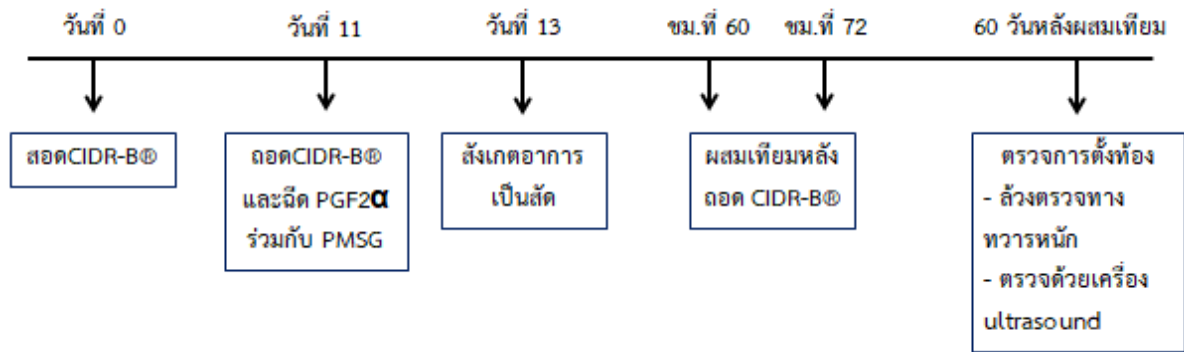 วันที่ 0
วันที่ 11
วันที่ 13
ชม.ที่ 60
ชม.ที่ 72
60 วันหลังผสมเทียม
สอดCIDR-B®
ถอดCIDR-B®
และฉีด PGF2α
ร่วมกับ PMSG
สังเกตอาการ
เป็นสัด
ผสมเทียมหลัง
ถอด CIDR-B®
ตรวจการตั้งท้อง
- ล้วงตรวจทาง
ทวารหนัก
- ตรวจด้วยเครื่อง
ultrasound